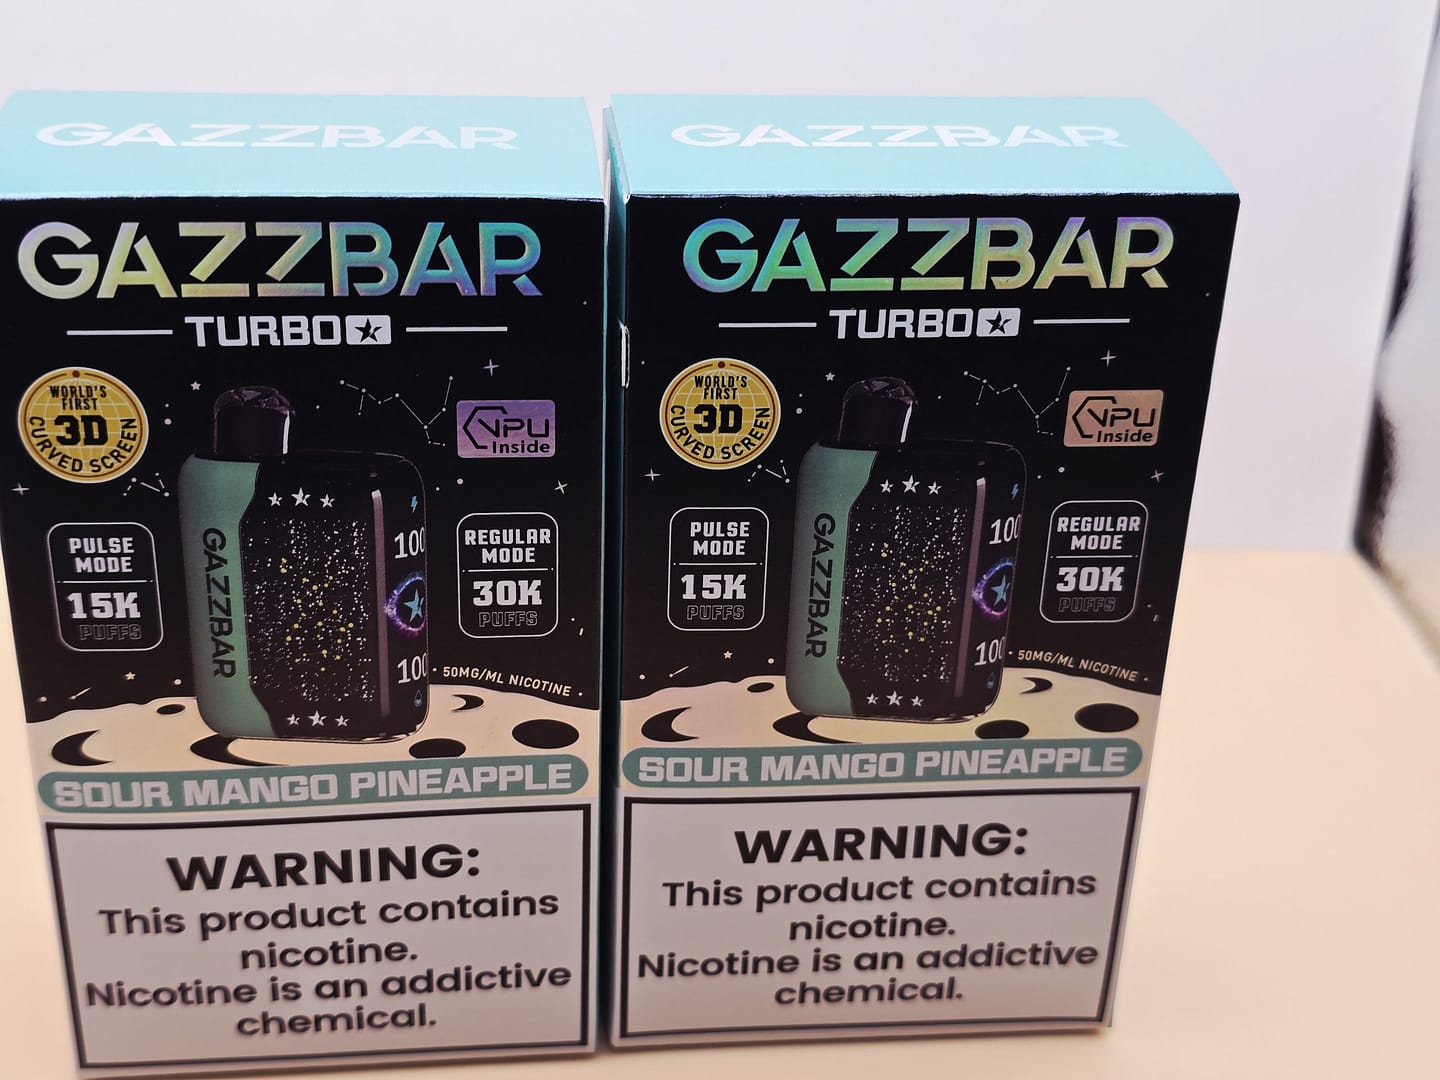 GAZZBAR
GAZZBAR
TURBO
WORLD'S
FIRST
3D
CURVED SCREEN
VPU
Inside
PULSE
MODE
15K
PUFFS
REGULAR
MODE
30K
PUFFS
GAZZBAR
100
100
50MG/ML NICOTINE
SOUR MANGO PINEAPPLE
WARNING:
This product contains
nicotine.
Nicotine is an addictive
chemical.
GAZZBAR
GAZZBAR
TURBO
WORLD'S
FIRST
3D
CURVED SCREEN
VPU
Inside
PULSE
MODE
15K
PUFFS
REGULAR
MODE
30K
PUFFS
GAZZBAR
100
100
50MG/ML NICOTINE
SOUR MANGO PINEAPPLE
WARNING:
This product contains
nicotine.
Nicotine is an addictive
chemical.